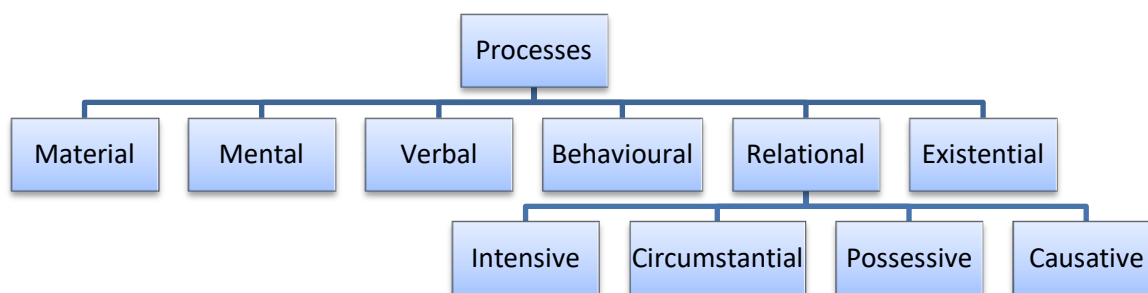 Processes
Material
Mental
Verbal
Behavioural
Relational
Existential
Intensive
Circumstantial
Possessive
Causative